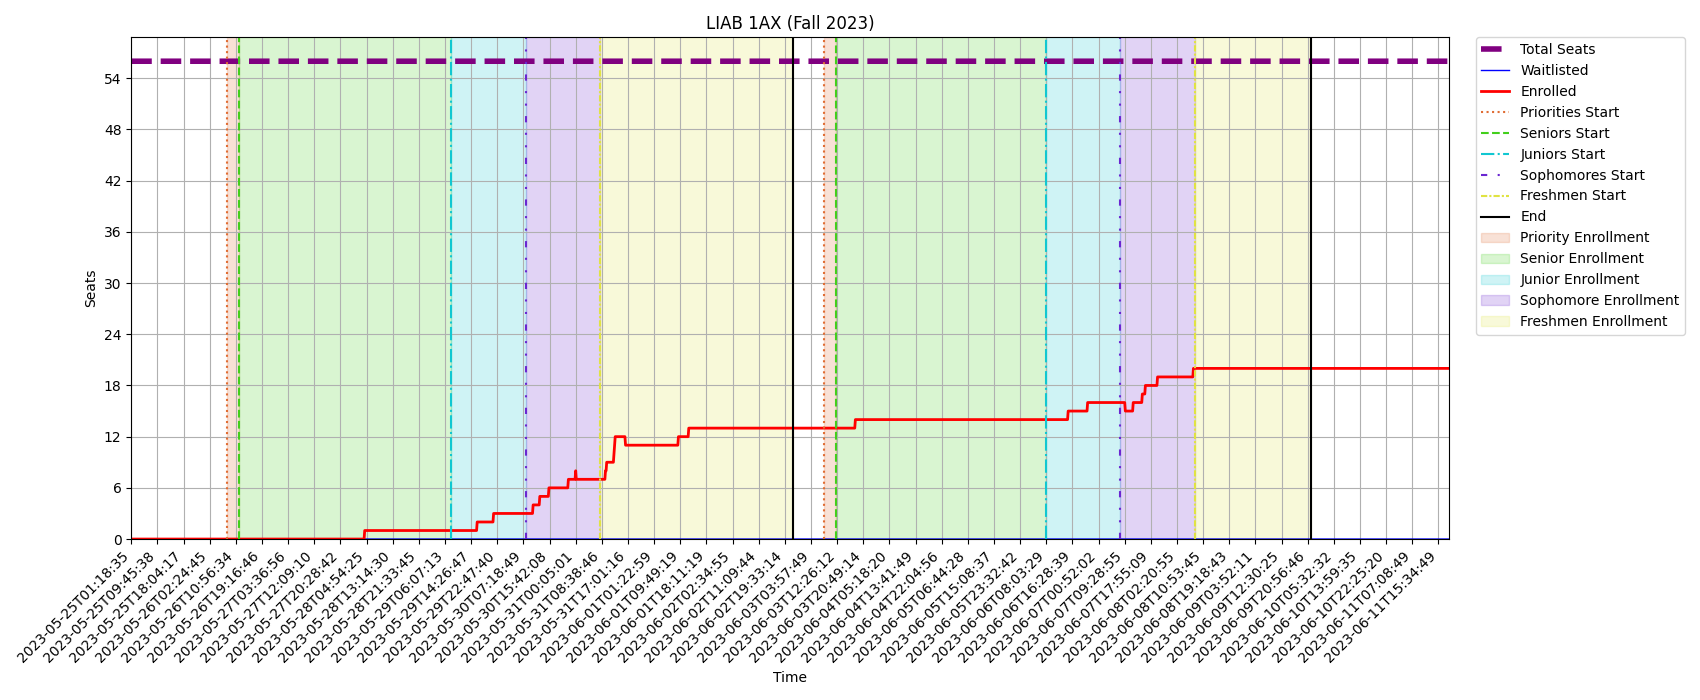 LIAB 1AX (Fall 2023)
Seats
54
48
42
36
30
24
18
12
6
0
2023-05-25T01:18:35
2023-05-25T09:45:38
2023-05-25T18:04:17
2023-05-26T02:24:45
2023-05-26T10:56:34
2023-05-26T19:16:46
2023-05-27T03:36:56
2023-05-27T12:09:10
2023-05-27T20:28:42
2023-05-28T04:54:25
2023-05-28T13:14:30
2023-05-28T21:33:45
2023-05-29T06:07:13
2023-05-29T14:26:47
2023-05-29T22:47:40
2023-05-30T07:18:49
2023-05-30T15:42:08
2023-05-31T00:05:01
2023-05-31T08:38:46
2023-05-31T17:01:16
2023-06-01T01:22:59
2023-06-01T09:49:19
2023-06-01T18:11:19
2023-06-02T02:34:55
2023-06-02T11:09:44
2023-06-02T19:33:14
2023-06-03T03:57:49
2023-06-03T12:26:12
2023-06-03T20:49:14
2023-06-04T05:18:20
2023-06-04T13:41:49
2023-06-04T22:04:56
2023-06-05T06:44:28
2023-06-05T15:08:37
2023-06-05T23:32:42
2023-06-06T08:03:29
2023-06-06T16:28:39
2023-06-07T00:52:02
2023-06-07T09:28:55
2023-06-07T17:55:09
2023-06-08T02:20:55
2023-06-08T10:53:45
2023-06-08T19:18:43
2023-06-09T03:52:11
2023-06-09T12:30:25
2023-06-09T20:56:46
2023-06-10T05:32:32
2023-06-10T13:59:35
2023-06-10T22:25:20
2023-06-11T07:08:49
2023-06-11T15:34:49
Time
Total Seats
Waitlisted
Enrolled
Priorities Start
Seniors Start
Juniors Start
Sophomores Start
Freshmen Start
End
Priority Enrollment
Senior Enrollment
Junior Enrollment
Sophomore Enrollment
Freshmen Enrollment